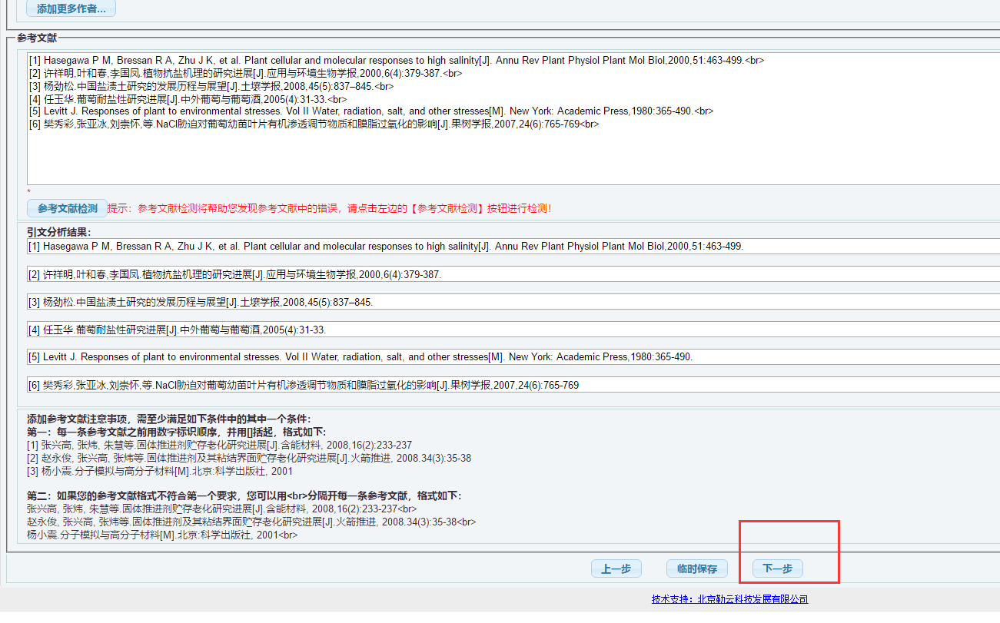 添加更多作者...
参考文献
[1] Hasegawa P M, Bressan R A, Zhu J K, et al. Plant cellular and molecular responses to high salinity[J]. Annu Rev Plant Physiol Plant Mol Biol,2000,51:463-499.<br>
[2] 许祥明,叶和春,李国凤.植物抗盐机理的研究进展[J].应用与环境生物学报,2000,6(4):379-387.<br>
[3] 杨劲松.中国盐渍土研究的发展历程与展望[J].土壤学报,2008,45(5):837–845.<br>
[4] 任玉华.葡萄耐盐性研究进展[J].中外葡萄与葡萄酒,2005(4):31-33.<br>
[5] Levitt J. Responses of plant to environmental stresses. Vol II Water, radiation, salt, and other stresses[M]. New York: Academic Press,1980:365-490.<br>
[6] 樊秀彩,张亚冰,刘崇怀,等.NaCl胁迫对葡萄幼苗叶片有机渗透调节物质和膜脂过氧化的影响[J].果树学报,2007,24(6):765-769<br>
*
参考文献检测 提示：参考文献检测将帮助您发现参考文献中的错误，请点击左边的【参考文献检测】按钮进行检测！
引文分析结果：
[1] Hasegawa P M, Bressan R A, Zhu J K, et al. Plant cellular and molecular responses to high salinity[J]. Annu Rev Plant Physiol Plant Mol Biol,2000,51:463-499.
[2] 许祥明,叶和春,李国凤.植物抗盐机理的研究进展[J].应用与环境生物学报,2000,6(4):379-387.
[3] 杨劲松.中国盐渍土研究的发展历程与展望[J].土壤学报,2008,45(5):837–845.
[4] 任玉华.葡萄耐盐性研究进展[J].中外葡萄与葡萄酒,2005(4):31-33.
[5] Levitt J. Responses of plant to environmental stresses. Vol II Water, radiation, salt, and other stresses[M]. New York: Academic Press,1980:365-490.
[6] 樊秀彩,张亚冰,刘崇怀,等.NaCl胁迫对葡萄幼苗叶片有机渗透调节物质和膜脂过氧化的影响[J].果树学报,2007,24(6):765-769
添加参考文献注意事项，需至少满足如下条件中的其中一个条件：
第一：每一条参考文献之前用数字标识顺序，并用[]括起，格式如下：
[1] 张兴高, 张炜, 朱慧等.固体推进剂贮存老化研究进展[J].含能材料, 2008,16(2):233-237
[2] 赵永俊, 张兴高, 张炜等.固体推进剂及其粘结界面贮存老化研究进展[J].火箭推进, 2008.34(3):35-38
[3] 杨小震.分子模拟与高分子材料[M].北京:科学出版社, 2001
第二：如果您的参考文献格式不符合第一个要求，您可以用<br>分隔开每一条参考文献，格式如下：
张兴高, 张炜, 朱慧等.固体推进剂贮存老化研究进展[J].含能材料, 2008,16(2):233-237<br>
赵永俊, 张兴高, 张炜等.固体推进剂及其粘结界面贮存老化研究进展[J].火箭推进, 2008.34(3):35-38<br>
杨小震.分子模拟与高分子材料[M].北京:科学出版社, 2001<br>
上一步 临时保存 下一步
技术支持：北京勤云科技发展有限公司